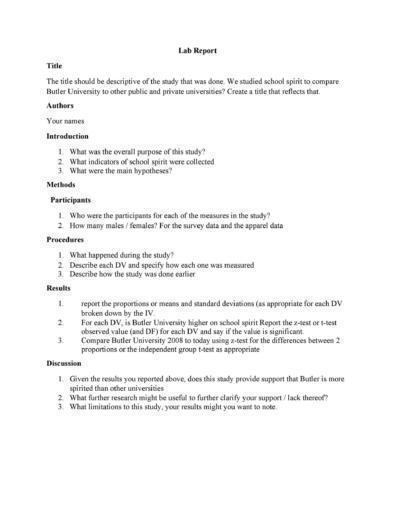 Lab Report
Title
The title should be descriptive of the study that was done. We studied school spirit to compare
Butler University to other public and private universities? Create a title that reflects that.
Authors
Your names
Introduction
1. What was the overall purpose of this study?
2. What indicators of school spirit were collected
3. What were the main hypotheses?
Methods
Participants
1. Who were the participants for each of the measures in the study?
2. How many males / females? For the survey data and the apparel data
Procedures
1. What happened during the study?
2. Describe each DV and specify how each one was measured
3. Describe how the study was done earlier
Results
1. report the proportions or means and standard deviations (as appropriate for each DV
broken down by the IV.
2. For each DV, is Butler University higher on school spirit Report the z-test or t-test
observed value (and DF) for each DV and say if the value is significant.
3. Compare Butler University 2008 to today using z-test for the differences between 2
proportions or the independent group t-test as appropriate
Discussion
1. Given the results you reported above, does this study provide support that Butler is more
spirited than other universities
2. What further research might be useful to further clarify your support / lack thereof?
3. What limitations to this study, your results might you want to note.